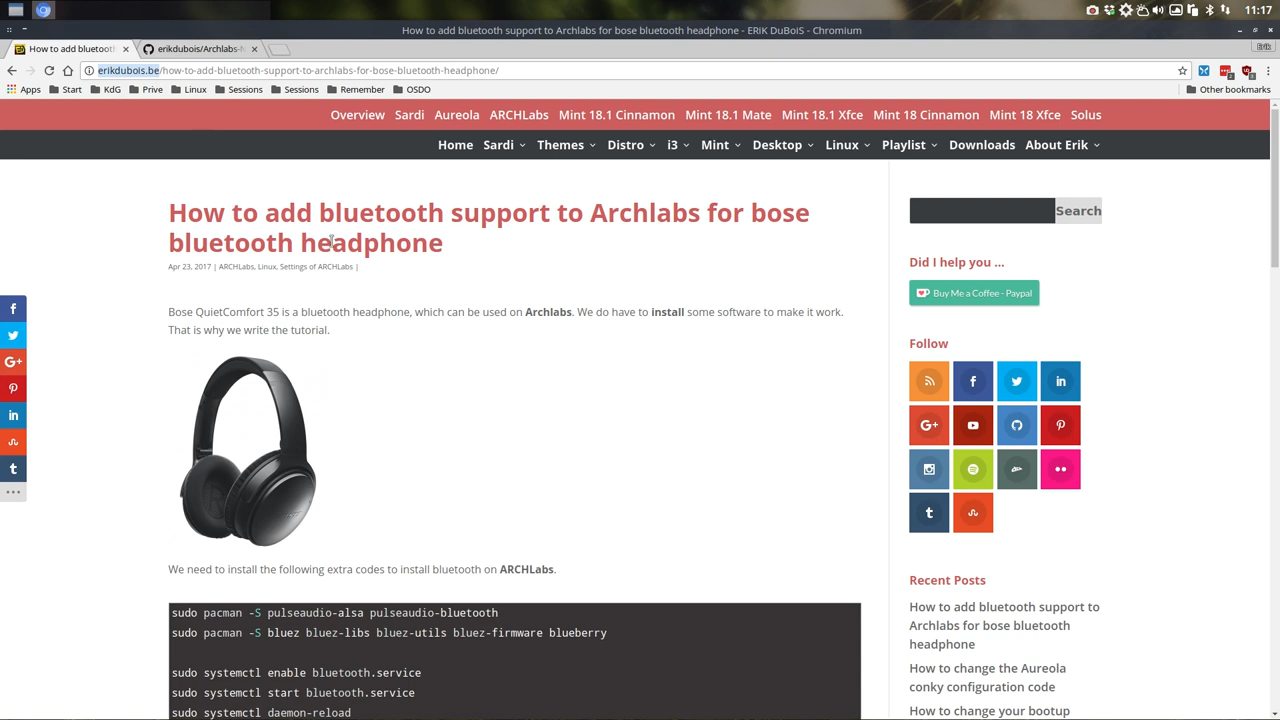 11:17
How to add bluetooth support to Archlabs for bose bluetooth headphone - ERIK DuBoIS - Chromium
How to add bluetooth
erikdubois/Archlabs-
Erik
erikdubois.be/how-to-add-bluetooth-support-to-archlabs-for-bose-bluetooth-headphone/
Apps Start KdG Prive Linux Sessions Sessions Remember OSDO Other bookmarks
Overview Sardi Aureola ARCHLabs Mint 18.1 Cinnamon Mint 18.1 Mate Mint 18.1 Xfce Mint 18 Cinnamon Mint 18 Xfce Solus
Home Sardi Themes Distro i3 Mint Desktop Linux Playlist Downloads About Erik
How to add bluetooth support to Archlabs for bose
bluetooth headphone
Apr 23, 2017 | ARCHLabs, Linux, Settings of ARCHLabs |
Bose QuietComfort 35 is a bluetooth headphone, which can be used on Archlabs. We do have to install some software to make it work.
That is why we write the tutorial.
We need to install the following extra codes to install bluetooth on ARCHLabs.
sudo pacman -S pulseaudio-alsa pulseaudio-bluetooth
sudo pacman -S bluez bluez-libs bluez-utils bluez-firmware blueberry
sudo systemctl enable bluetooth.service
sudo systemctl start bluetooth.service
sudo systemctl daemon-reload
Search
Did I help you ...
Buy Me a Coffee - Paypal
Follow
Recent Posts
How to add bluetooth support to
Archlabs for bose bluetooth
headphone
How to change the Aureola
conky configuration code
How to change your bootup